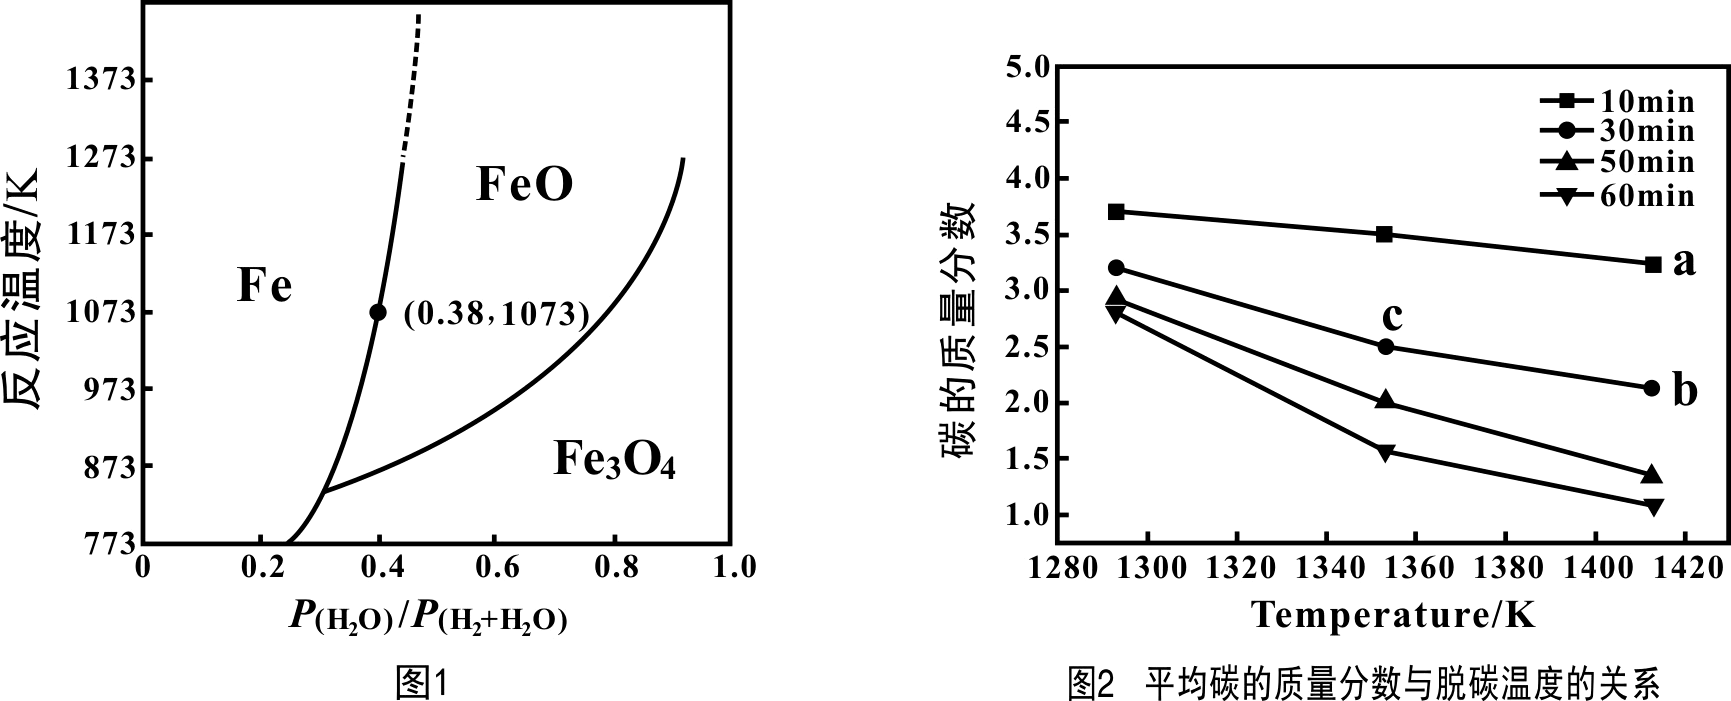 反应温度/K
1373
1273
1173
1073
973
873
773
0 0.2 0.4 0.6 0.8 1.0
Fe
FeO
Fe₃O₄
(0.38,1073)
P(H₂O)/P(H₂+H₂O)
图1
碳的质量分数
5.0
4.5
4.0
3.5
3.0
2.5
2.0
1.5
1.0
10min
30min
50min
60min
a
c
b
1280 1300 1320 1340 1360 1380 1400 1420
Temperature/K
图2 平均碳的质量分数与脱碳温度的关系